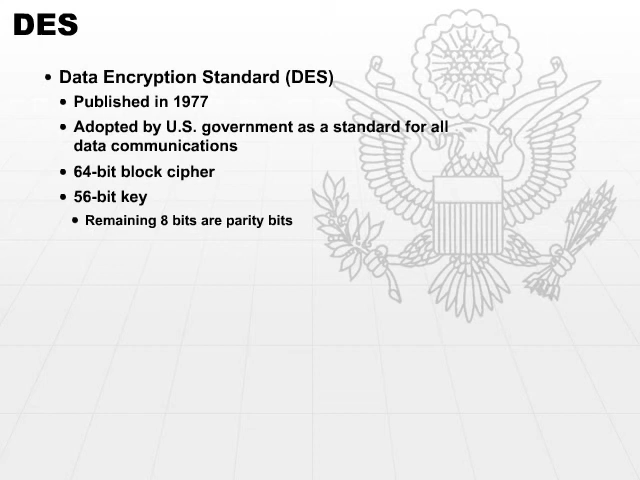 DES
• Data Encryption Standard (DES)
• Published in 1977
• Adopted by U.S. government as a standard for all
data communications
• 64-bit block cipher
• 56-bit key
• Remaining 8 bits are parity bits